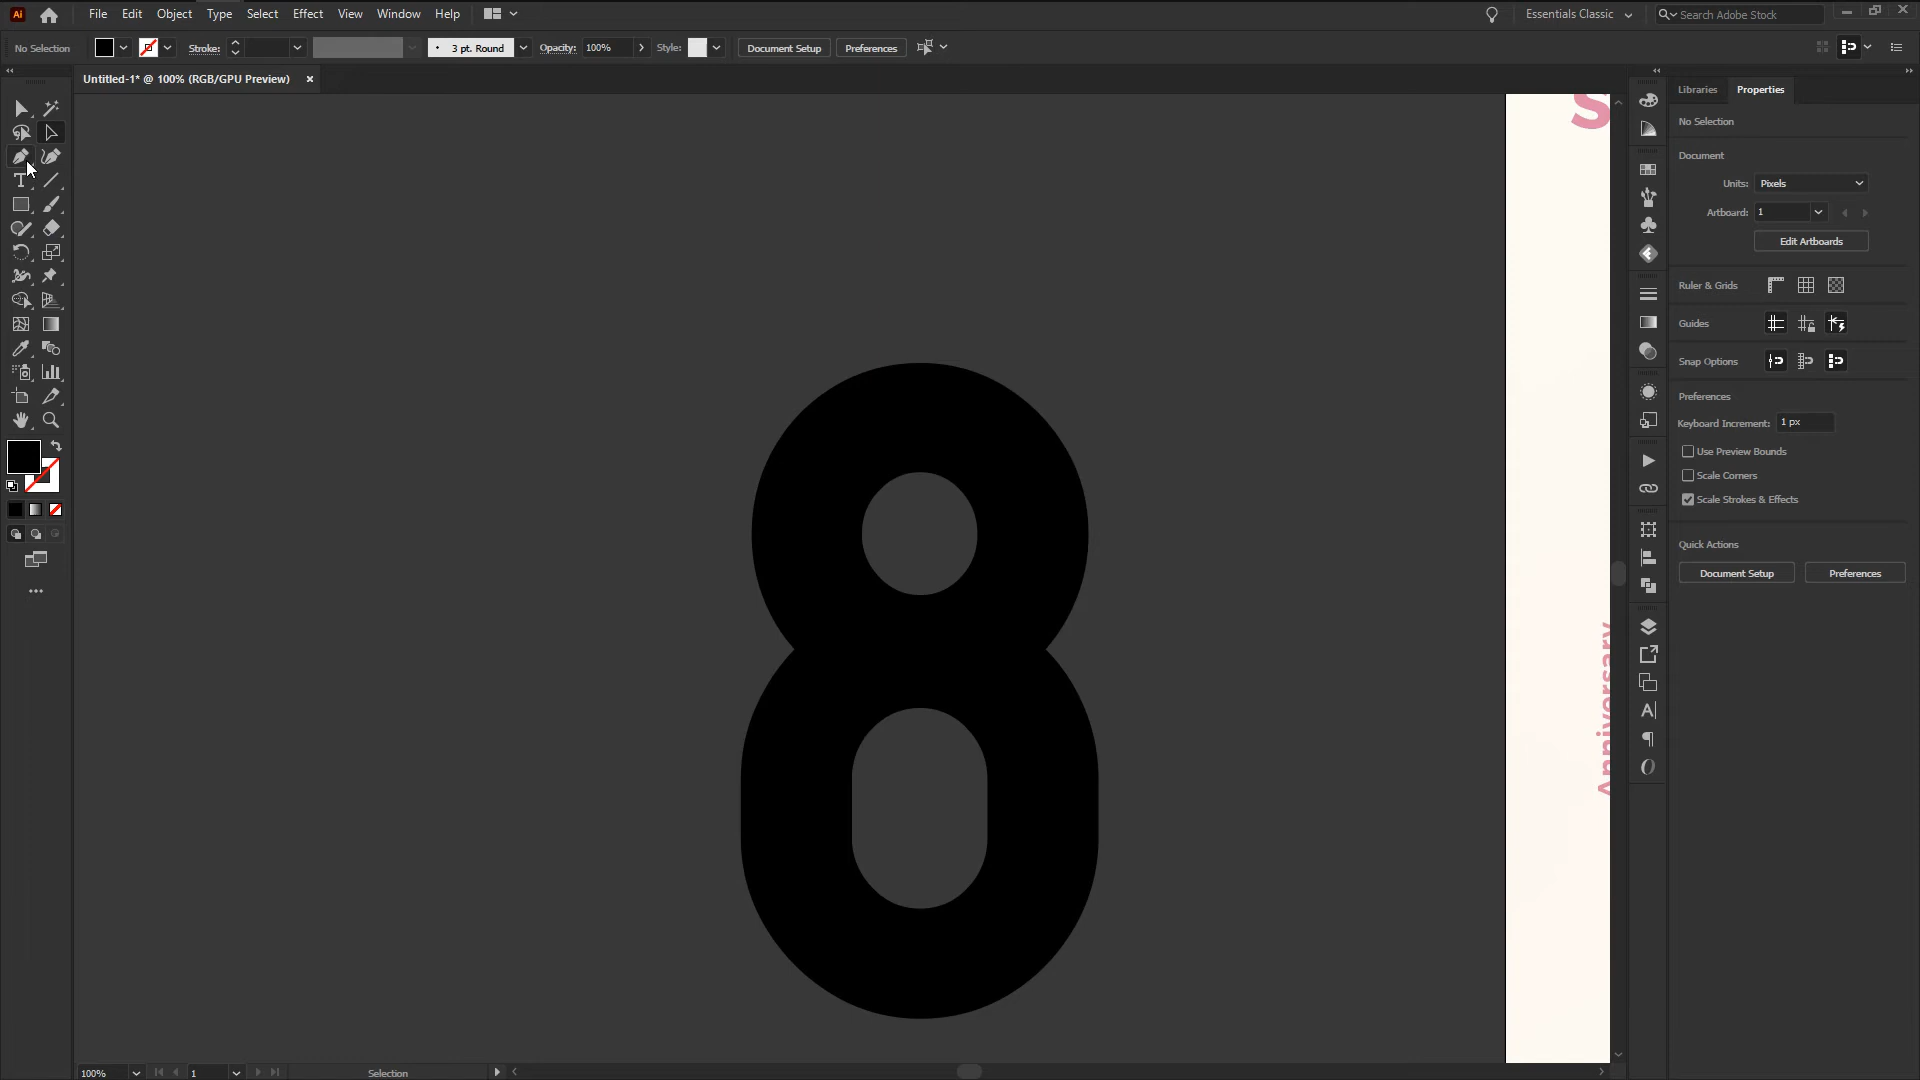 Ai
File Edit Object Type Select Effect View Window Help
Essentials Classic
Search Adobe Stock
No Selection
Stroke:
3 pt. Round
Opacity: 100%
Style:
Document Setup
Preferences
Untitled-1* @ 100% (RGB/GPU Preview)
Libraries
Properties
No Selection
Document
Units: Pixels
Artboard: 1
Edit Artboards
Ruler & Grids
Guides
Snap Options
Preferences
Keyboard Increment: 1 px
Use Preview Bounds
Scale Corners
Scale Strokes & Effects
Quick Actions
Document Setup
Preferences
8
S
Anniversary
100%
1
Selection